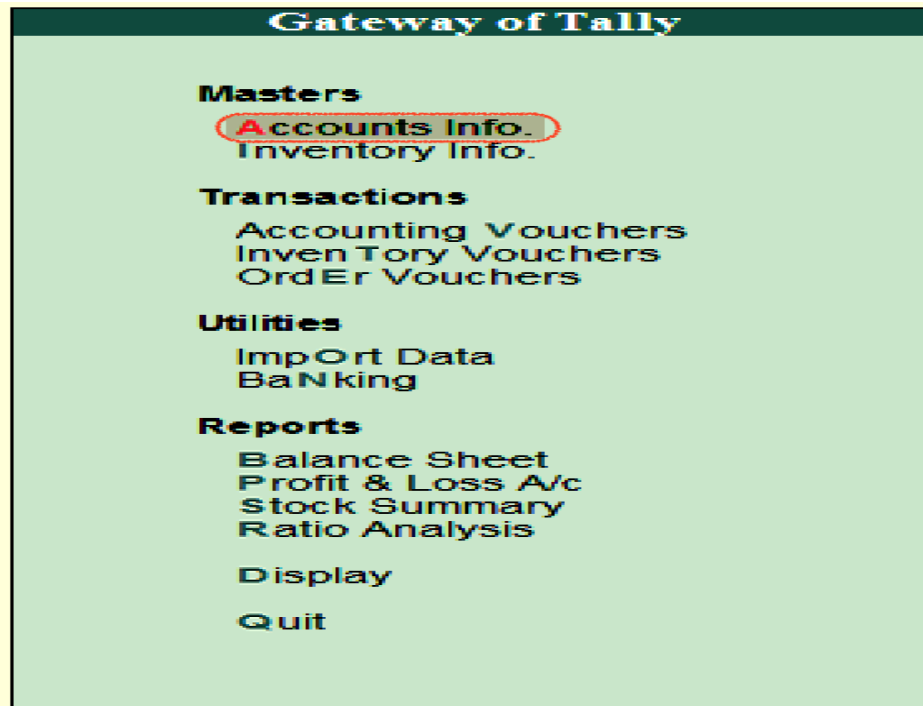 Gateway of Tally
Masters
Accounts Info.
Inventory Info.
Transactions
Accounting Vouchers
InvenTory Vouchers
OrdEr Vouchers
Utilities
ImpOrt Data
BaNking
Reports
Balance Sheet
Profit & Loss A/c
Stock Summary
Ratio Analysis
Display
Quit